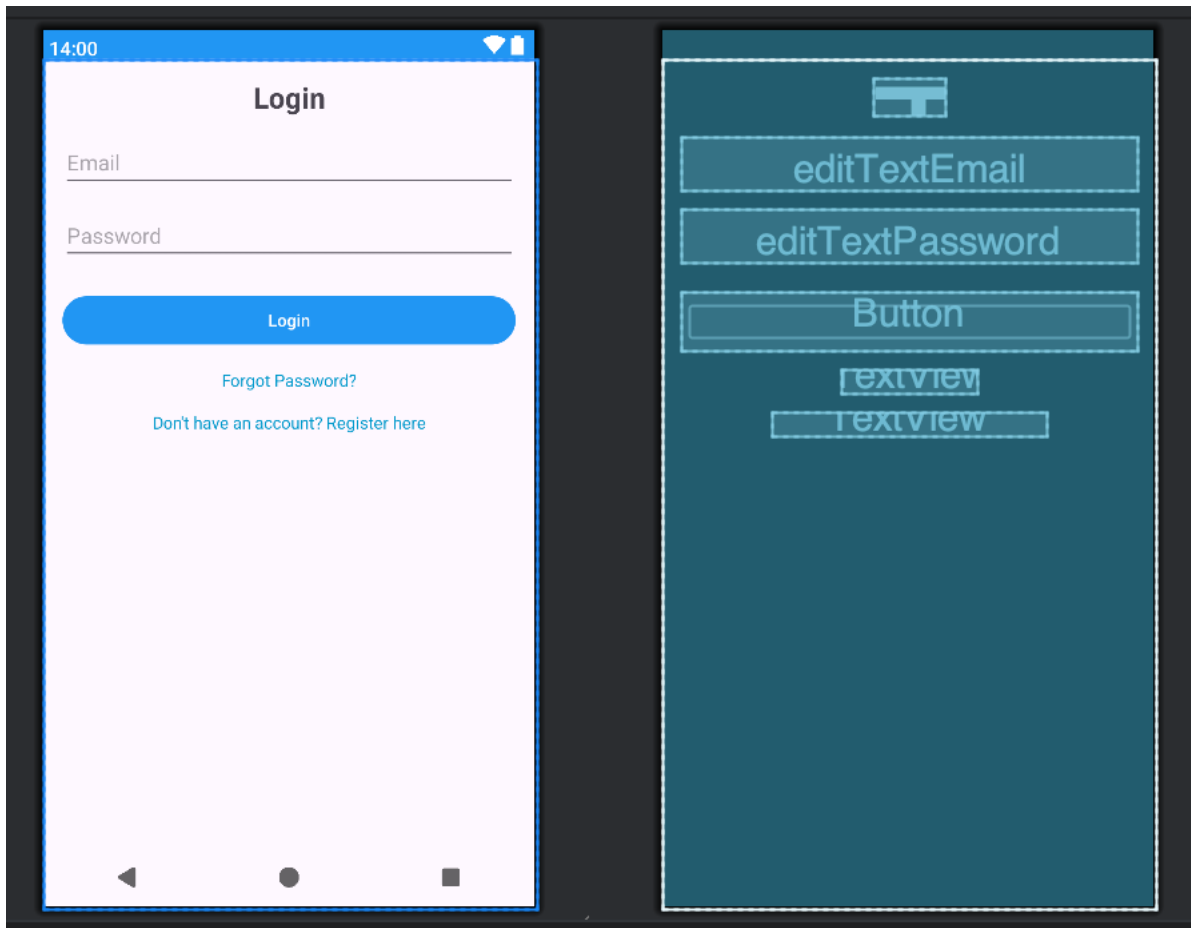 14:00
Login
Email
Password
Login
Forgot Password?
Don't have an account? Register here
editTextEmail
editTextPassword
Button
TextView
TextView